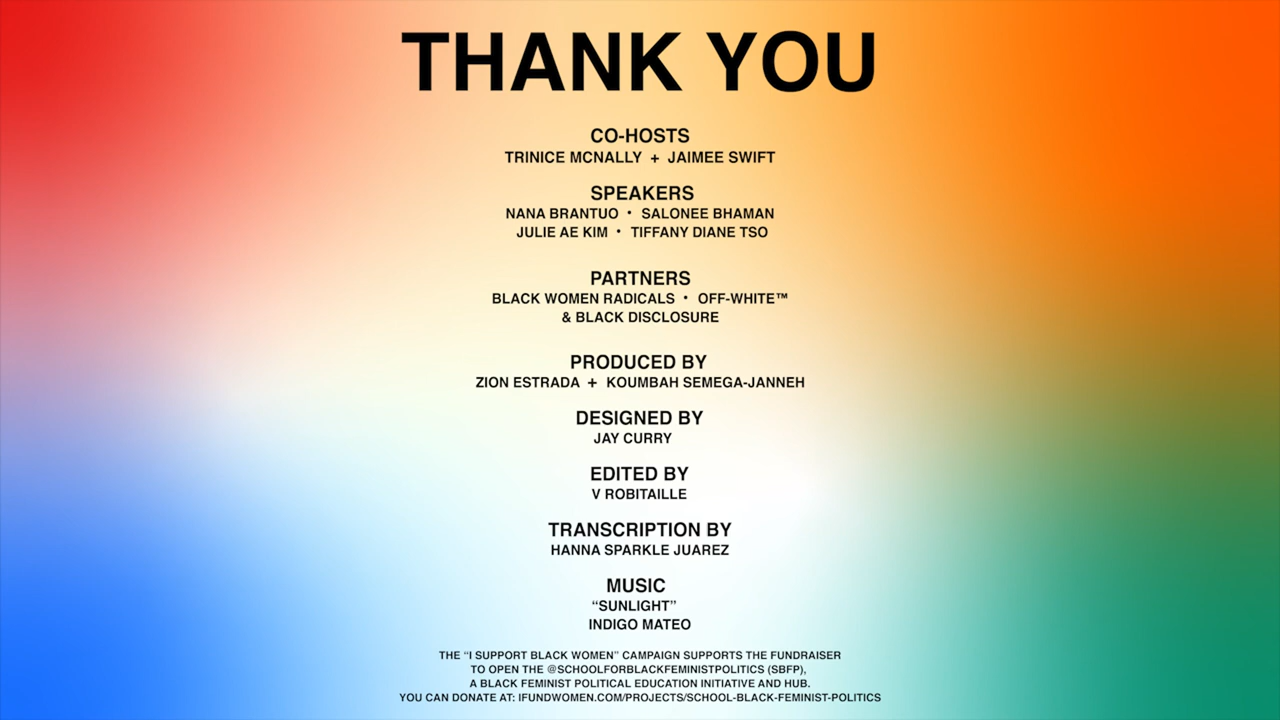 THANK YOU
CO-HOSTS
TRINICE MCNALLY + JAIMEE SWIFT
SPEAKERS
NANA BRANTUO • SALONEE BHAMAN
JULIE AE KIM • TIFFANY DIANE TSO
PARTNERS
BLACK WOMEN RADICALS • OFF-WHITE™
& BLACK DISCLOSURE
PRODUCED BY
ZION ESTRADA + KOUMBAH SEMEGA-JANNEH
DESIGNED BY
JAY CURRY
EDITED BY
V ROBITAILLE
TRANSCRIPTION BY
HANNA SPARKLE JUAREZ
MUSIC
“SUNLIGHT”
INDIGO MATEO
THE “I SUPPORT BLACK WOMEN” CAMPAIGN SUPPORTS THE FUNDRAISER
TO OPEN THE @SCHOOLFORBLACKFEMINISTPOLITICS (SBFP),
A BLACK FEMINIST POLITICAL EDUCATION INITIATIVE AND HUB.
YOU CAN DONATE AT: IFUNDWOMEN.COM/PROJECTS/SCHOOL-BLACK-FEMINIST-POLITICS